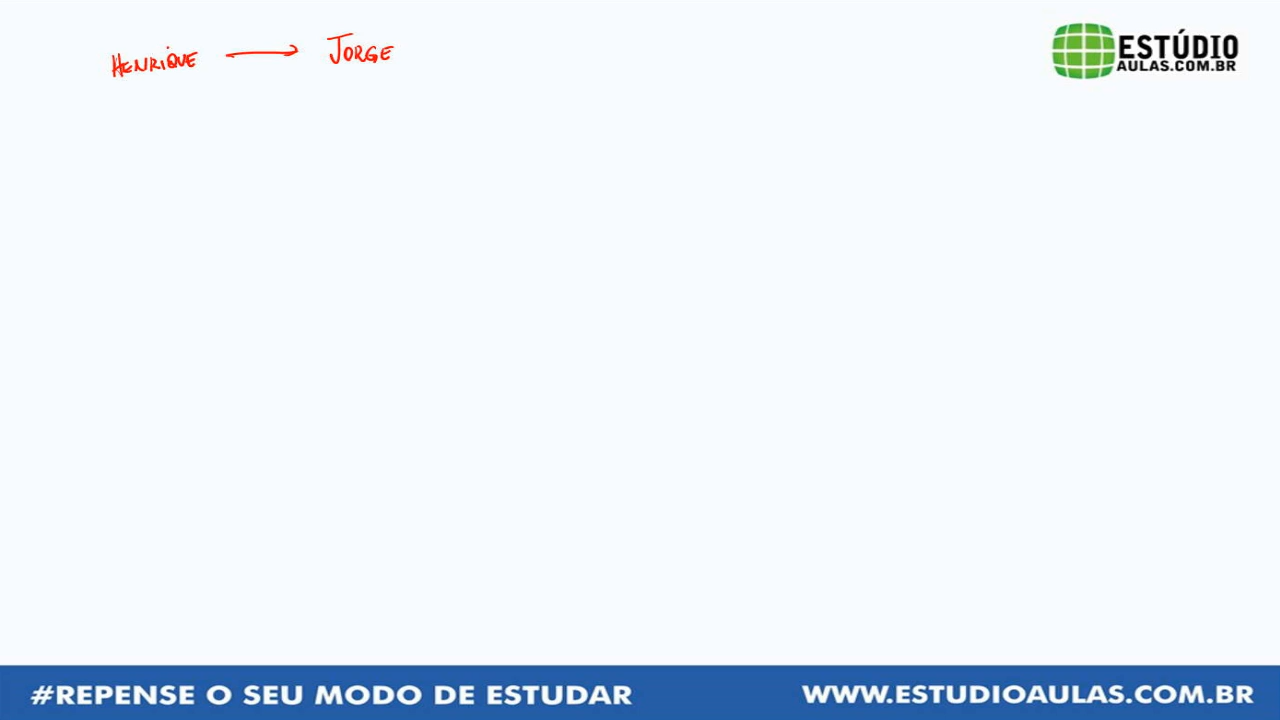 HENRIQUE → JORGE
ESTÚDIO
AULAS.COM.BR
#REPENSE O SEU MODO DE ESTUDAR
WWW.ESTUDIOAULAS.COM.BR